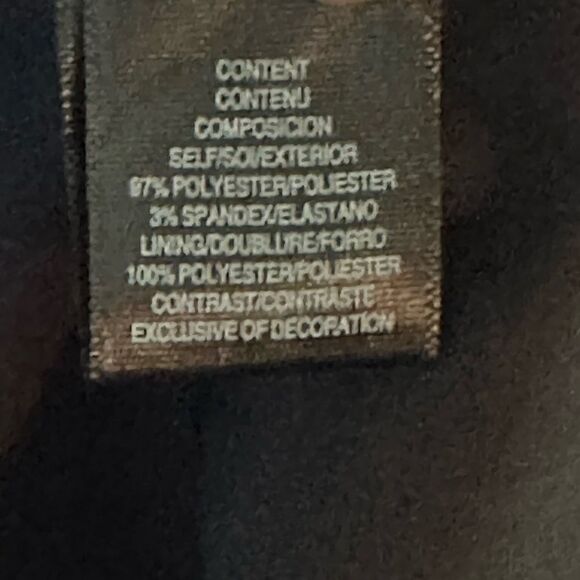 CONTENT
CONTENU
COMPOSICION
SELF/SOI/EXTERIOR
97% POLYESTER/POLIESTER
3% SPANDEX/ELASTANO
LINING/DOUBLURE/FORRO
100% POLYESTER/POLIESTER
CONTRAST/CONTRASTE
EXCLUSIVE OF DECORATION